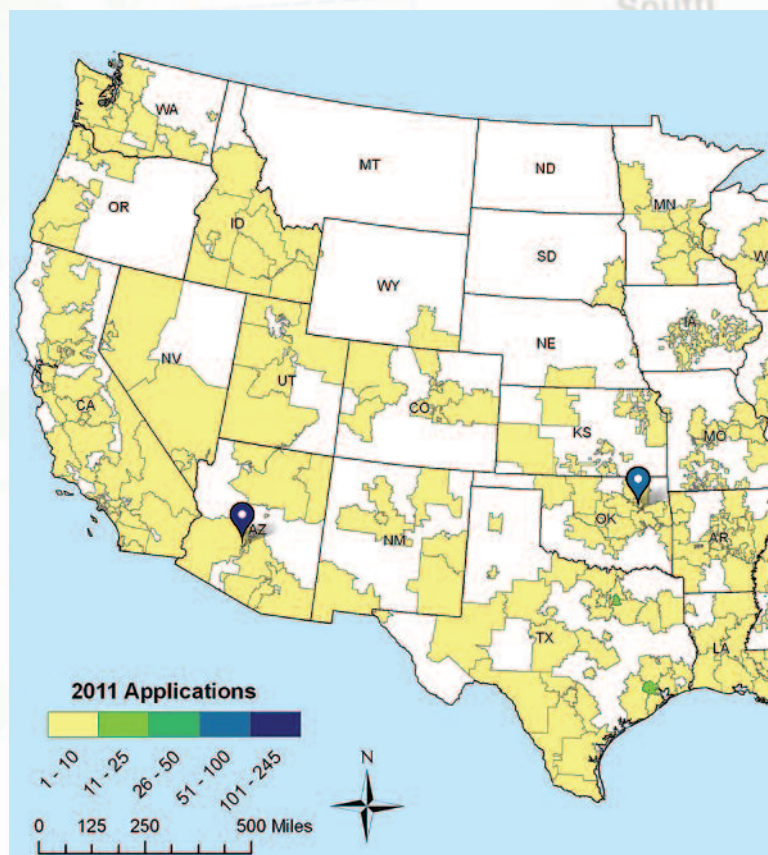 South
WA
MT
ND
MN
OR
ID
SD
W
WY
IA
NE
NV
UT
CO
CA
KS
MO
AZ
NM
OK
AR
TX
LA
2011 Applications
1 - 10
11 - 25
26 - 50
51 - 100
101 - 245
N
0 125 250 500 Miles